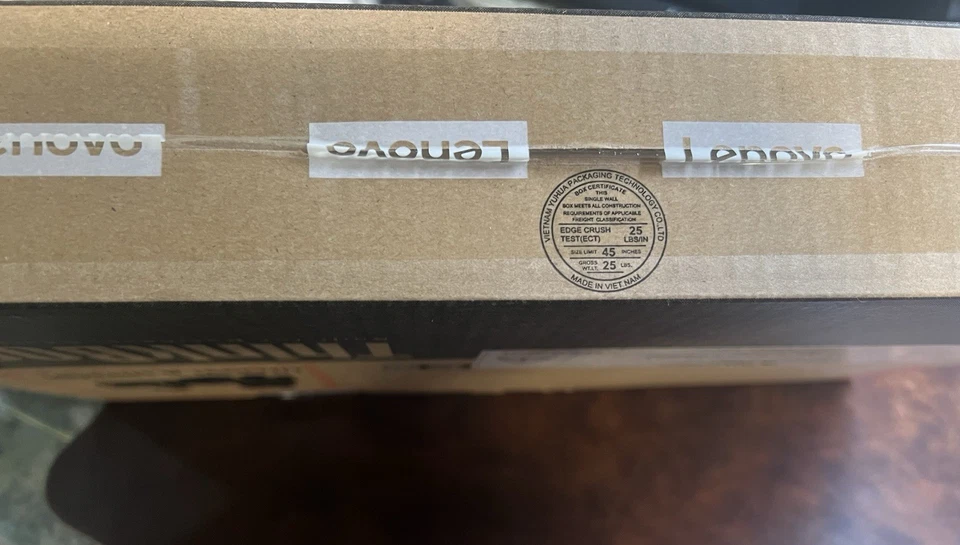 Lenovo
Lenovo
Lenovo
VIETNAM YUHUA PACKAGING TECHNOLOGY CO.LTD
BOX CERTIFICATE
THIS
SINGLE WALL
BOX MEETS ALL CONSTRUCTION
REQUIREMENTS OF APPLICABLE
FREIGHT CLASSIFICATION
EDGE CRUSH 25
TEST(ECT) LBS/IN
SIZE LIMIT 45 INCHES
GROSS
WT.LT. 25 LBS.
MADE IN VIET NAM